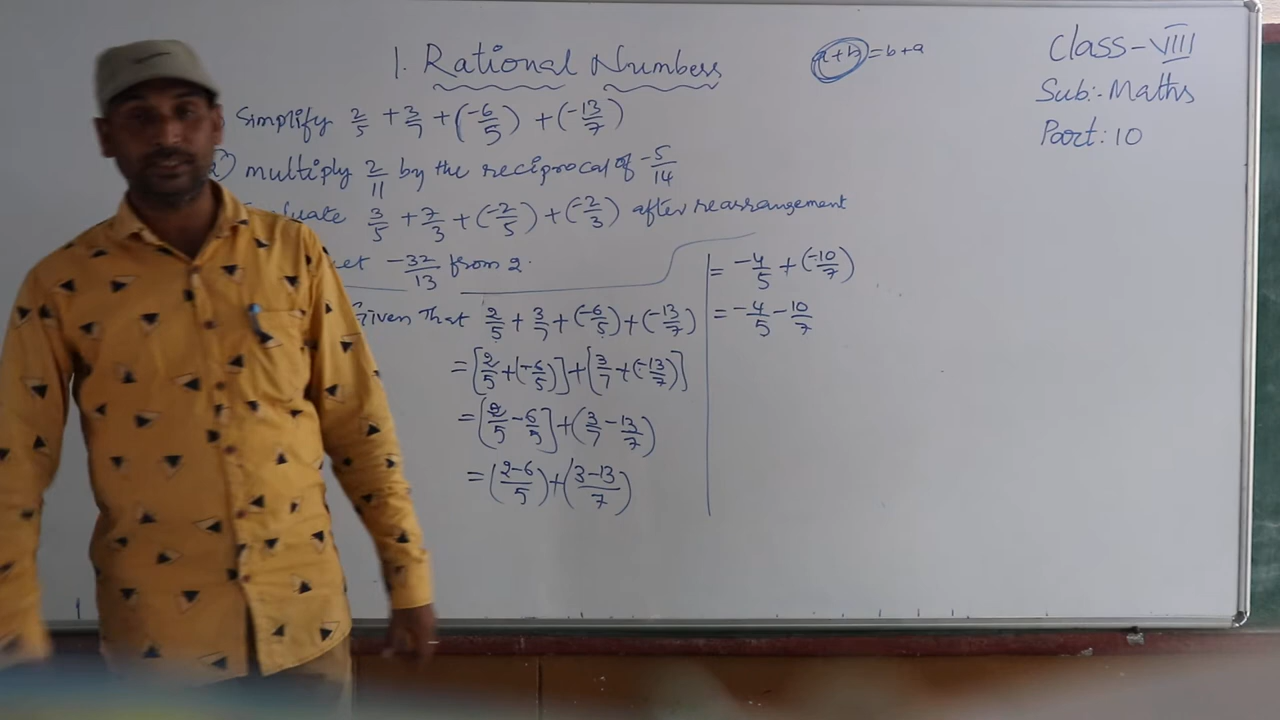 1. Rational Numbers
a+b = b+a
Class-VIII
Sub:- Maths
Part: 10
Simplify 2/5 + 3/7 + (-6/5) + (-13/7)
2) multiply 2/11 by the reciprocal of -5/14
3/5 + 7/3 + (-2/5) + (-2/3) after rearrangement
-32/13 from 2.
Given That 2/5 + 3/7 + (-6/5) + (-13/7)
= [2/5 + (-6/5)] + [3/7 + (-13/7)]
= [2/5 - 6/5] + (3/7 - 13/7)
= (2-6/5) + (3-13/7)
= -4/5 + (-10/7)
= -4/5 - 10/7